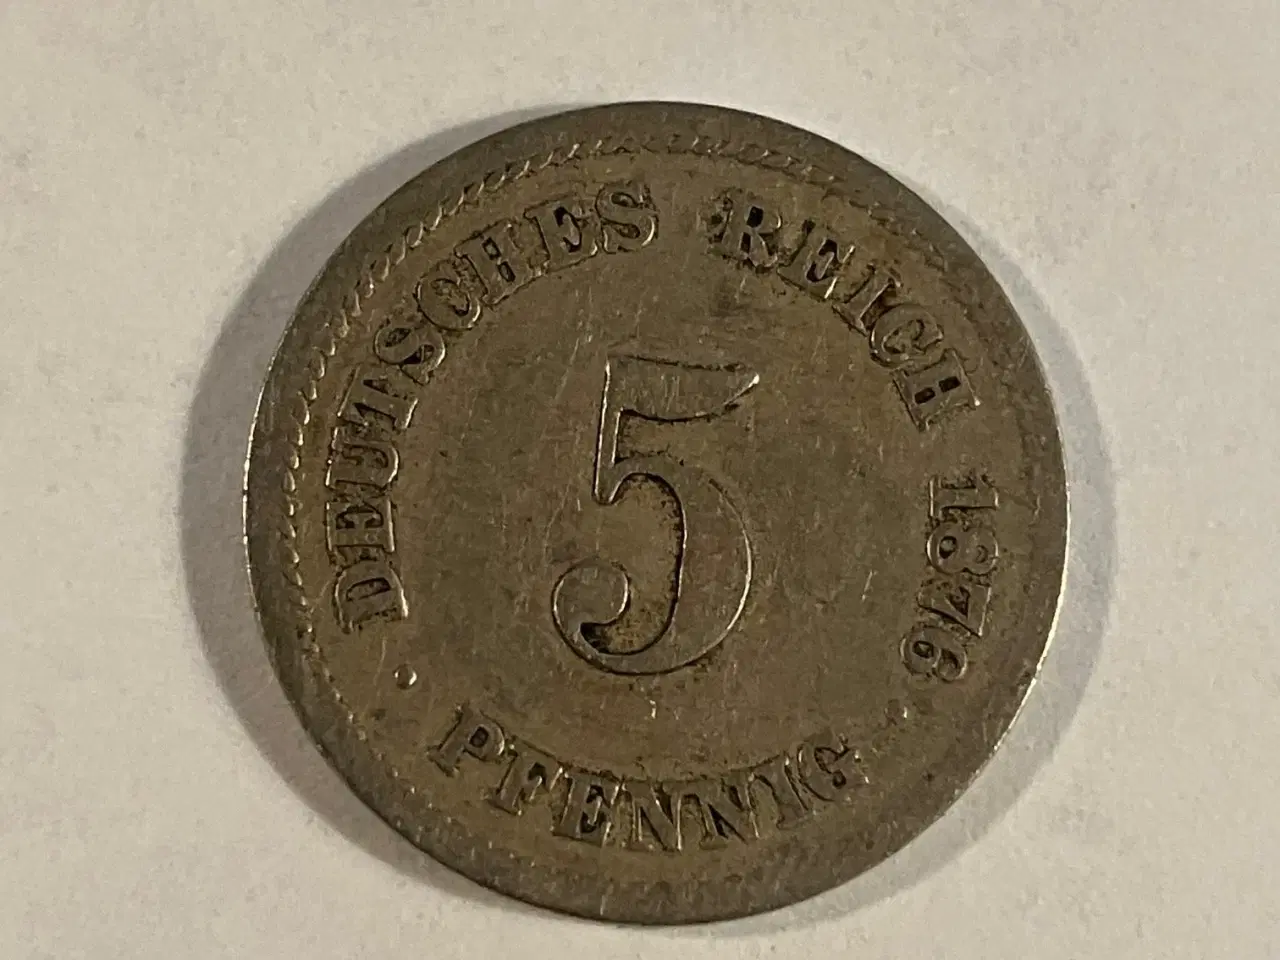 DEUTSCHES REICH 1876
5
• PFENNIG •